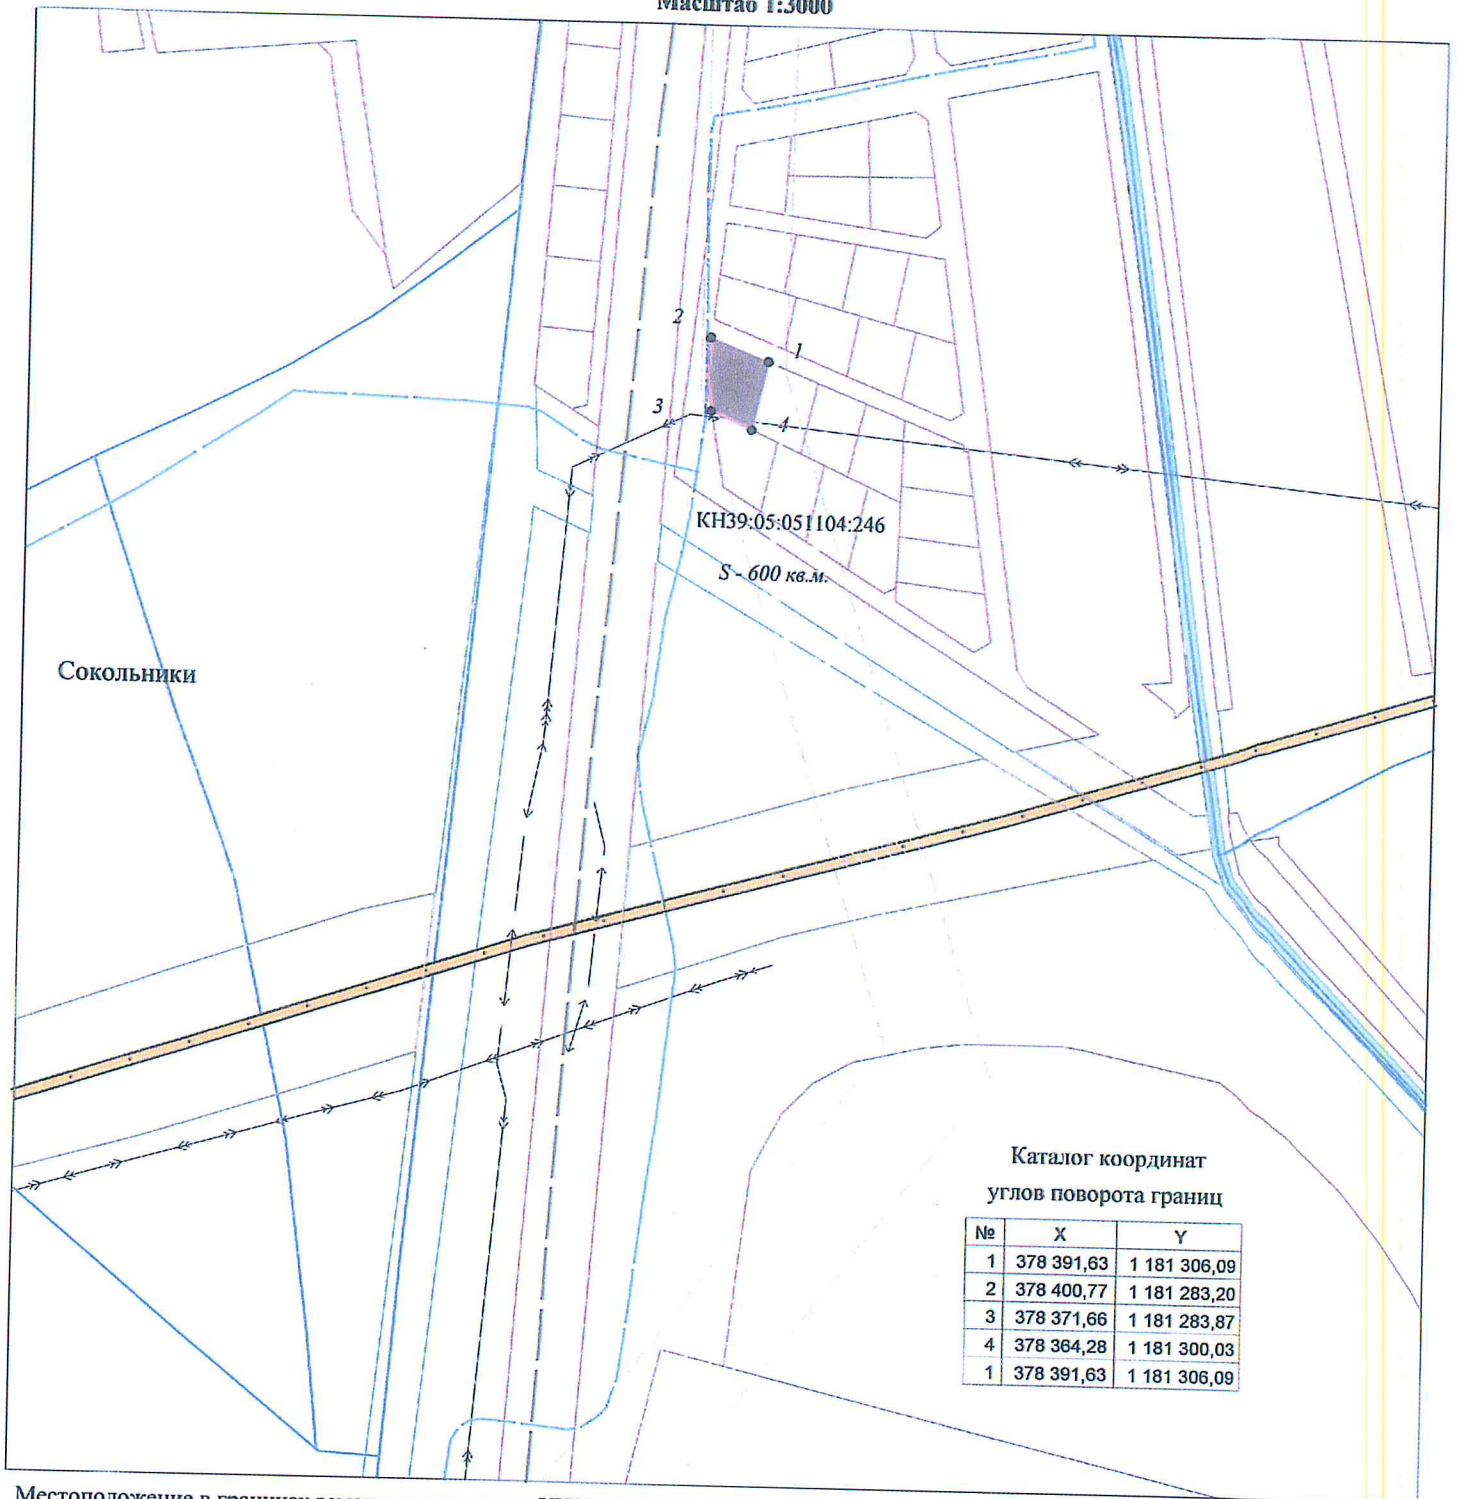 Масштаб 1:3000
2
1
3
4
КН39:05:051104:246
S - 600 кв.м.
Сокольники
Каталог координат
углов поворота границ
№ X Y
1 378 391,63 1 181 306,09
2 378 400,77 1 181 283,20
3 378 371,66 1 181 283,87
4 378 364,28 1 181 300,03
1 378 391,63 1 181 306,09
Местоположение в границах